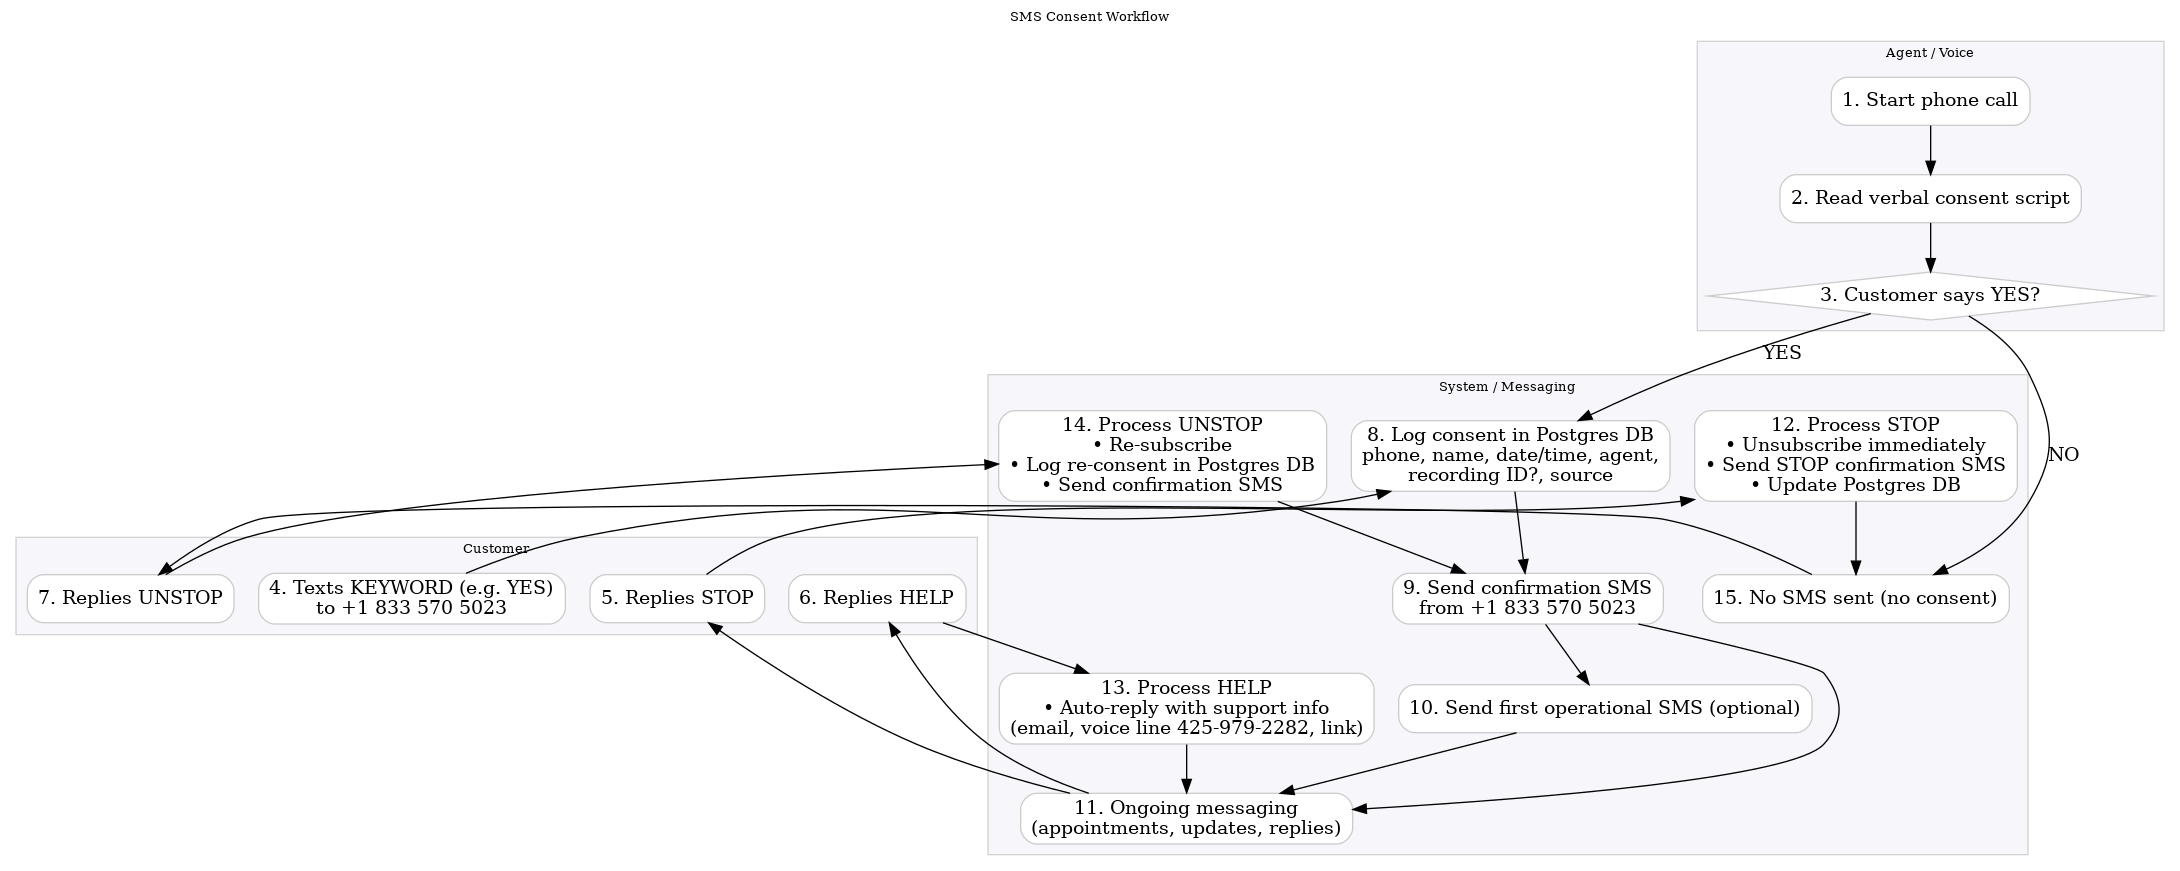 SMS Consent Workflow
Agent / Voice
1. Start phone call
2. Read verbal consent script
3. Customer says YES?
YES
NO
System / Messaging
14. Process UNSTOP
• Re-subscribe
• Log re-consent in Postgres DB
• Send confirmation SMS
8. Log consent in Postgres DB
phone, name, date/time, agent,
recording ID?, source
12. Process STOP
• Unsubscribe immediately
• Send STOP confirmation SMS
• Update Postgres DB
Customer
7. Replies UNSTOP
4. Texts KEYWORD (e.g. YES)
to +1 833 570 5023
5. Replies STOP
6. Replies HELP
9. Send confirmation SMS
from +1 833 570 5023
15. No SMS sent (no consent)
13. Process HELP
• Auto-reply with support info
(email, voice line 425-979-2282, link)
10. Send first operational SMS (optional)
11. Ongoing messaging
(appointments, updates, replies)